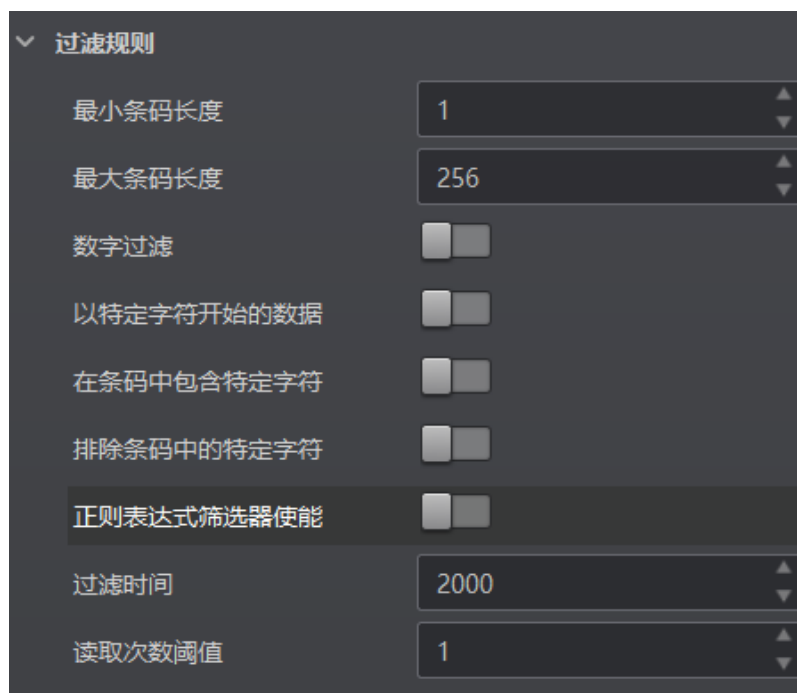 过滤规则
最小条码长度 1
最大条码长度 256
数字过滤
以特定字符开始的数据
在条码中包含特定字符
排除条码中的特定字符
正则表达式筛选器使能
过滤时间 2000
读取次数阈值 1